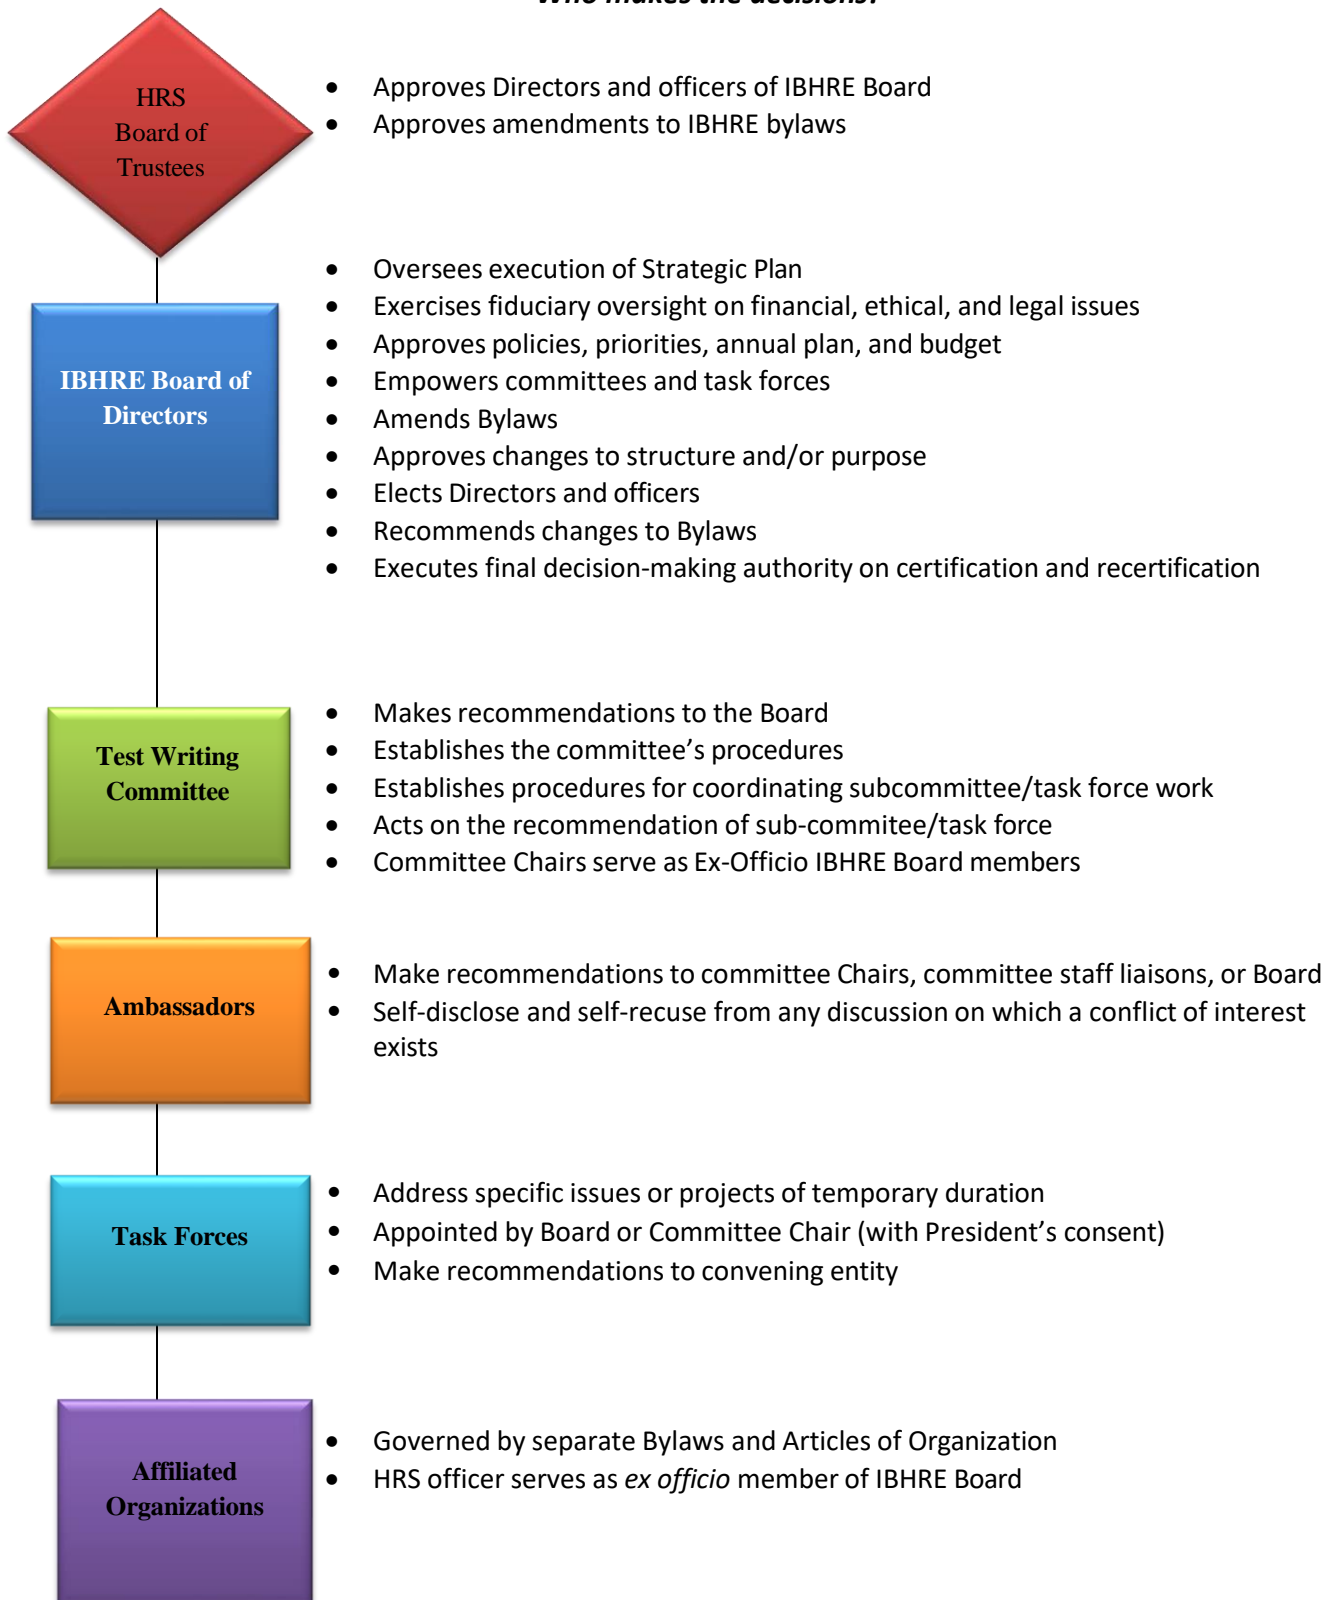 Who makes the decisions?
HRS
Board of
Trustees
• Approves Directors and officers of IBHRE Board
• Approves amendments to IBHRE bylaws
IBHRE Board of
Directors
• Oversees execution of Strategic Plan
• Exercises fiduciary oversight on financial, ethical, and legal issues
• Approves policies, priorities, annual plan, and budget
• Empowers committees and task forces
• Amends Bylaws
• Approves changes to structure and/or purpose
• Elects Directors and officers
• Recommends changes to Bylaws
• Executes final decision-making authority on certification and recertification
Test Writing
Committee
• Makes recommendations to the Board
• Establishes the committee’s procedures
• Establishes procedures for coordinating subcommittee/task force work
• Acts on the recommendation of sub-commitee/task force
• Committee Chairs serve as Ex-Officio IBHRE Board members
Ambassadors
• Make recommendations to committee Chairs, committee staff liaisons, or Board
• Self-disclose and self-recuse from any discussion on which a conflict of interest
exists
Task Forces
• Address specific issues or projects of temporary duration
• Appointed by Board or Committee Chair (with President’s consent)
• Make recommendations to convening entity
Affiliated
Organizations
• Governed by separate Bylaws and Articles of Organization
• HRS officer serves as ex officio member of IBHRE Board